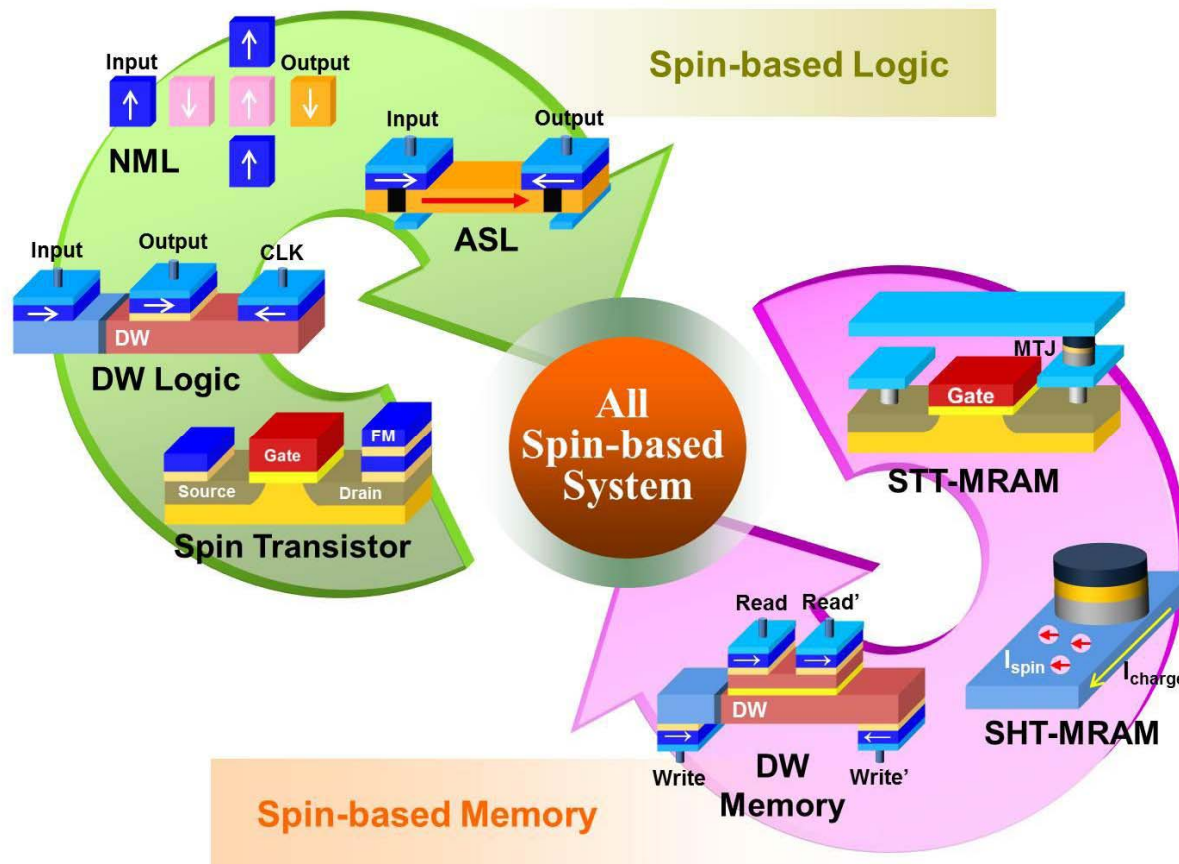 Spin-based Logic
Input
Output
NML
Input
Output
ASL
Input
Output
CLK
DW
DW Logic
FM
Gate
Source
Drain
Spin Transistor
All
Spin-based
System
MTJ
Gate
STT-MRAM
I spin
I charge
SHT-MRAM
Read
Read’
DW
Write
Write’
DW
Memory
Spin-based Memory